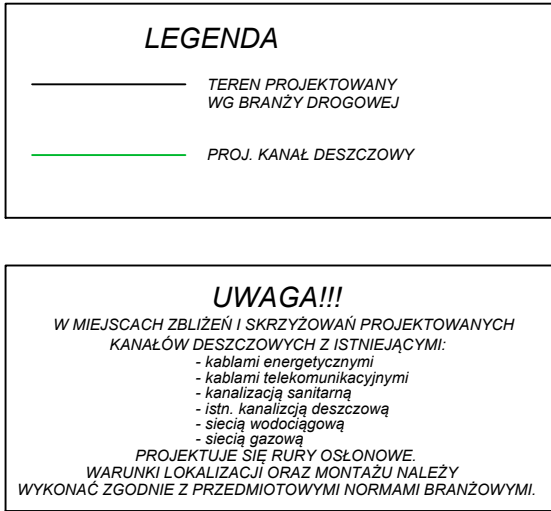 LEGENDA
TEREN PROJEKTOWANY
WG BRANŻY DROGOWEJ
PROJ. KANAŁ DESZCZOWY
UWAGA!!!
W MIEJSCACH ZBLIŻEŃ I SKRZYŻOWAŃ PROJEKTOWANYCH
KANAŁÓW DESZCZOWYCH Z ISTNIEJĄCYMI:
- kablami energetycznymi
- kablami telekomunikacyjnymi
- kanalizacją sanitarną
- istn. kanalizcją deszczową
- siecią wodociągową
- siecią gazową
PROJEKTUJE SIĘ RURY OSŁONOWE.
WARUNKI LOKALIZACJI ORAZ MONTAŻU NALEŻY
WYKONAĆ ZGODNIE Z PRZEDMIOTOWYMI NORMAMI BRANŻOWYMI.